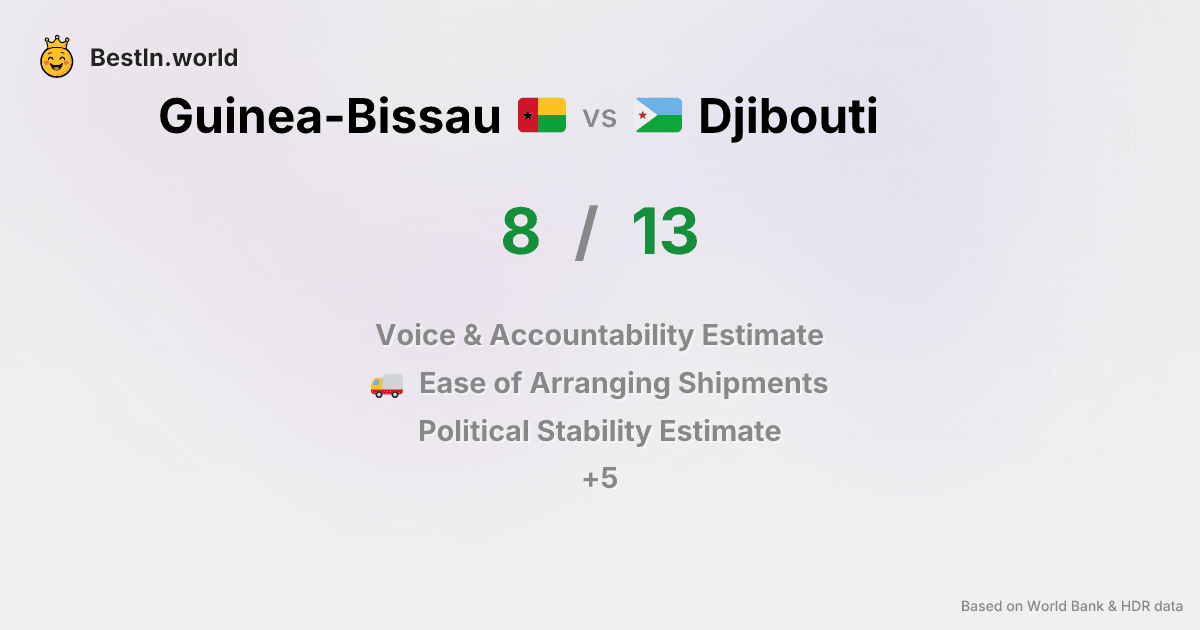 BestIn.world
Guinea-Bissau vs Djibouti
8 / 13
Voice & Accountability Estimate
Ease of Arranging Shipments
Political Stability Estimate
+5
Based on World Bank & HDR data